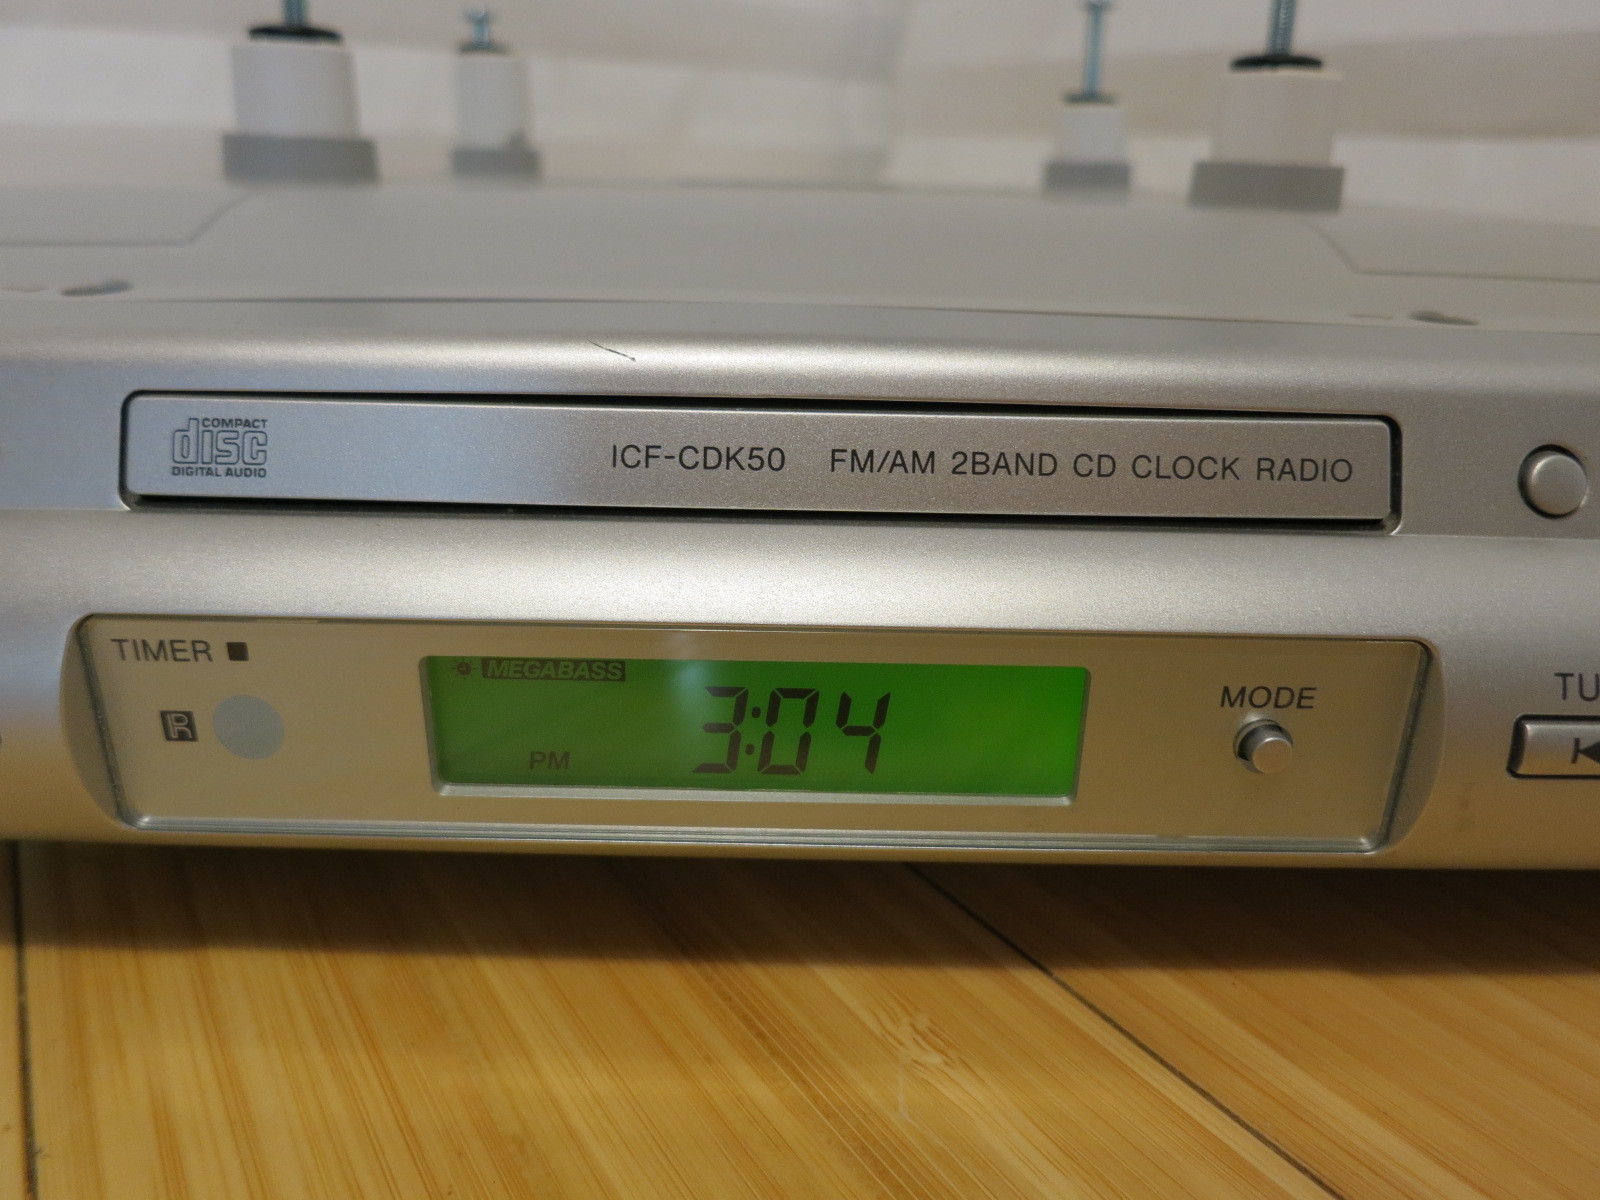 COMPACT
disc
DIGITAL AUDIO
ICF-CDK50 FM/AM 2BAND CD CLOCK RADIO
TIMER
R
MEGABASS
PM 3:04
MODE
TU